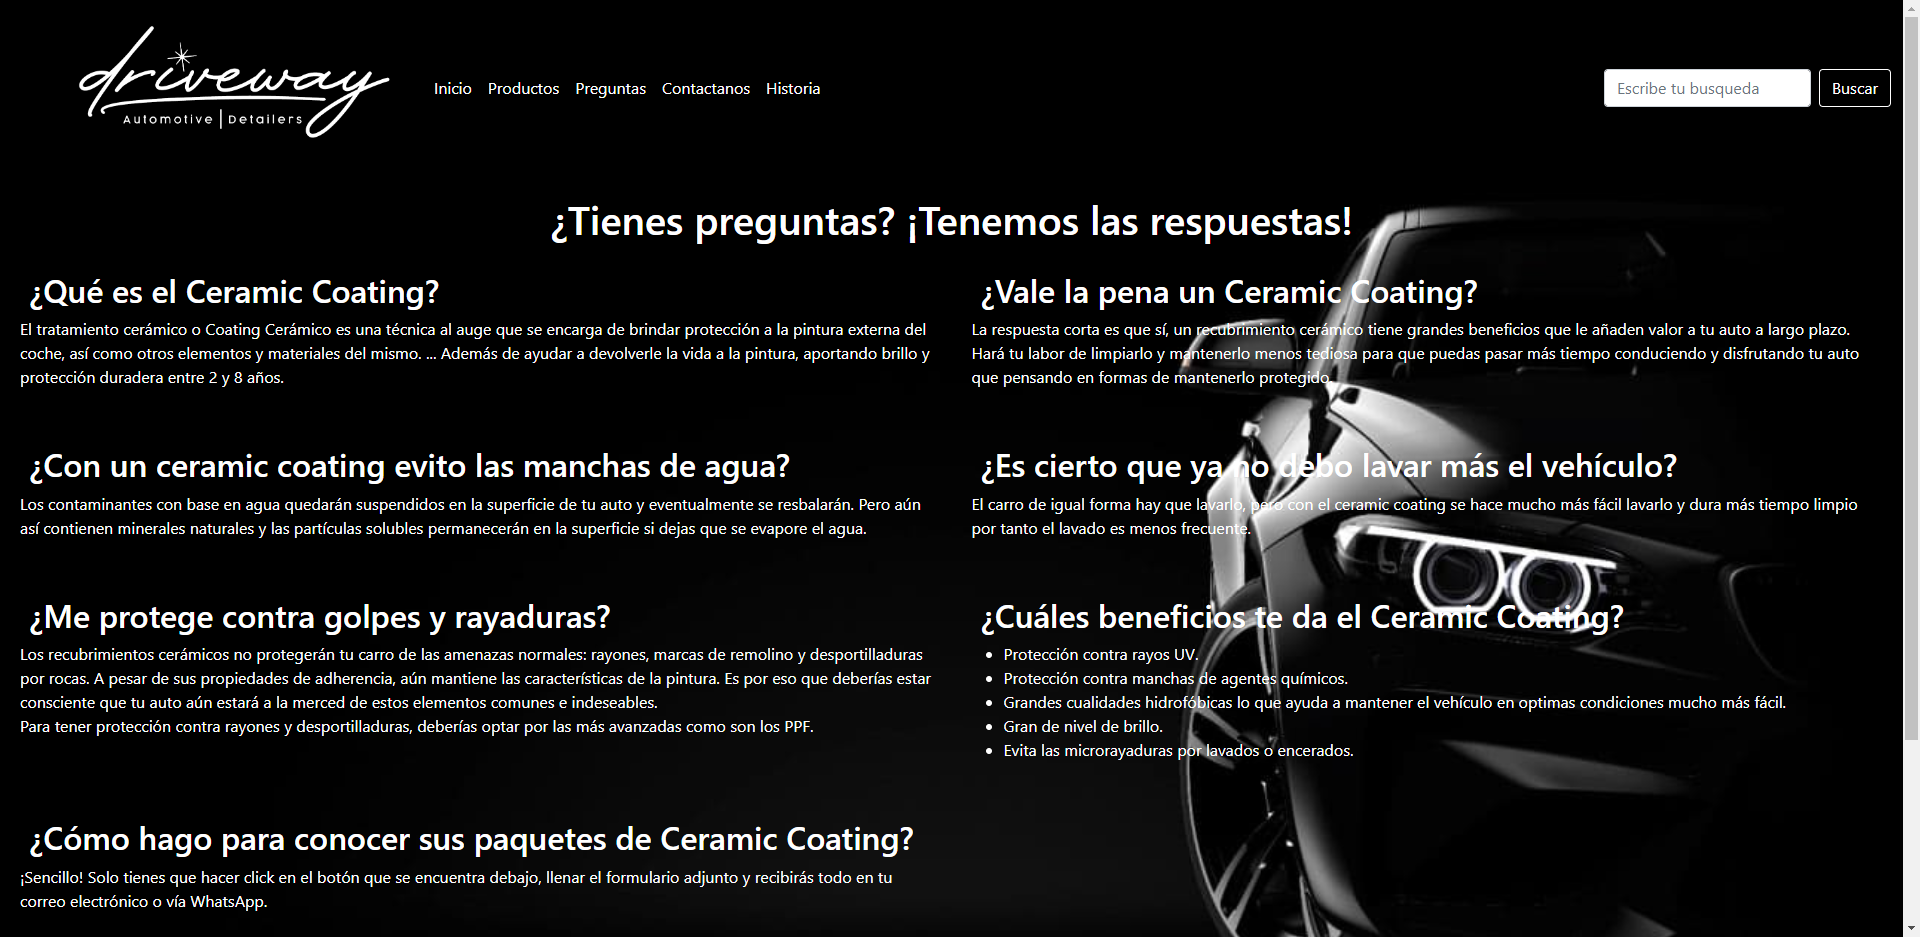 driveway
Automotive | Detailers
Inicio Productos Preguntas Contactanos Historia
Escribe tu busqueda
Buscar
¿Tienes preguntas? ¡Tenemos las respuestas!
¿Qué es el Ceramic Coating?
El tratamiento cerámico o Coating Cerámico es una técnica al auge que se encarga de brindar protección a la pintura externa del
coche, así como otros elementos y materiales del mismo. ... Además de ayudar a devolverle la vida a la pintura, aportando brillo y
protección duradera entre 2 y 8 años.
¿Vale la pena un Ceramic Coating?
La respuesta corta es que sí, un recubrimiento cerámico tiene grandes beneficios que le añaden valor a tu auto a largo plazo.
Hará tu labor de limpiarlo y mantenerlo menos tediosa para que puedas pasar más tiempo conduciendo y disfrutando tu auto
que pensando en formas de mantenerlo protegido.
¿Con un ceramic coating evito las manchas de agua?
Los contaminantes con base en agua quedarán suspendidos en la superficie de tu auto y eventualmente se resbalarán. Pero aún
así contienen minerales naturales y las partículas solubles permanecerán en la superficie si dejas que se evapore el agua.
¿Es cierto que ya no debo lavar más el vehículo?
El carro de igual forma hay que lavarlo, pero con el ceramic coating se hace mucho más fácil lavarlo y dura más tiempo limpio
por tanto el lavado es menos frecuente.
¿Me protege contra golpes y rayaduras?
Los recubrimientos cerámicos no protegerán tu carro de las amenazas normales: rayones, marcas de remolino y desportilladuras
por rocas. A pesar de sus propiedades de adherencia, aún mantiene las características de la pintura. Es por eso que deberías estar
consciente que tu auto aún estará a la merced de estos elementos comunes e indeseables.
Para tener protección contra rayones y desportilladuras, deberías optar por las más avanzadas como son los PPF.
¿Cuáles beneficios te da el Ceramic Coating?
• Protección contra rayos UV.
• Protección contra manchas de agentes químicos.
• Grandes cualidades hidrofóbicas lo que ayuda a mantener el vehículo en optimas condiciones mucho más fácil.
• Gran de nivel de brillo.
• Evita las microrayaduras por lavados o encerados.
¿Cómo hago para conocer sus paquetes de Ceramic Coating?
¡Sencillo! Solo tienes que hacer click en el botón que se encuentra debajo, llenar el formulario adjunto y recibirás todo en tu
correo electrónico o vía WhatsApp.